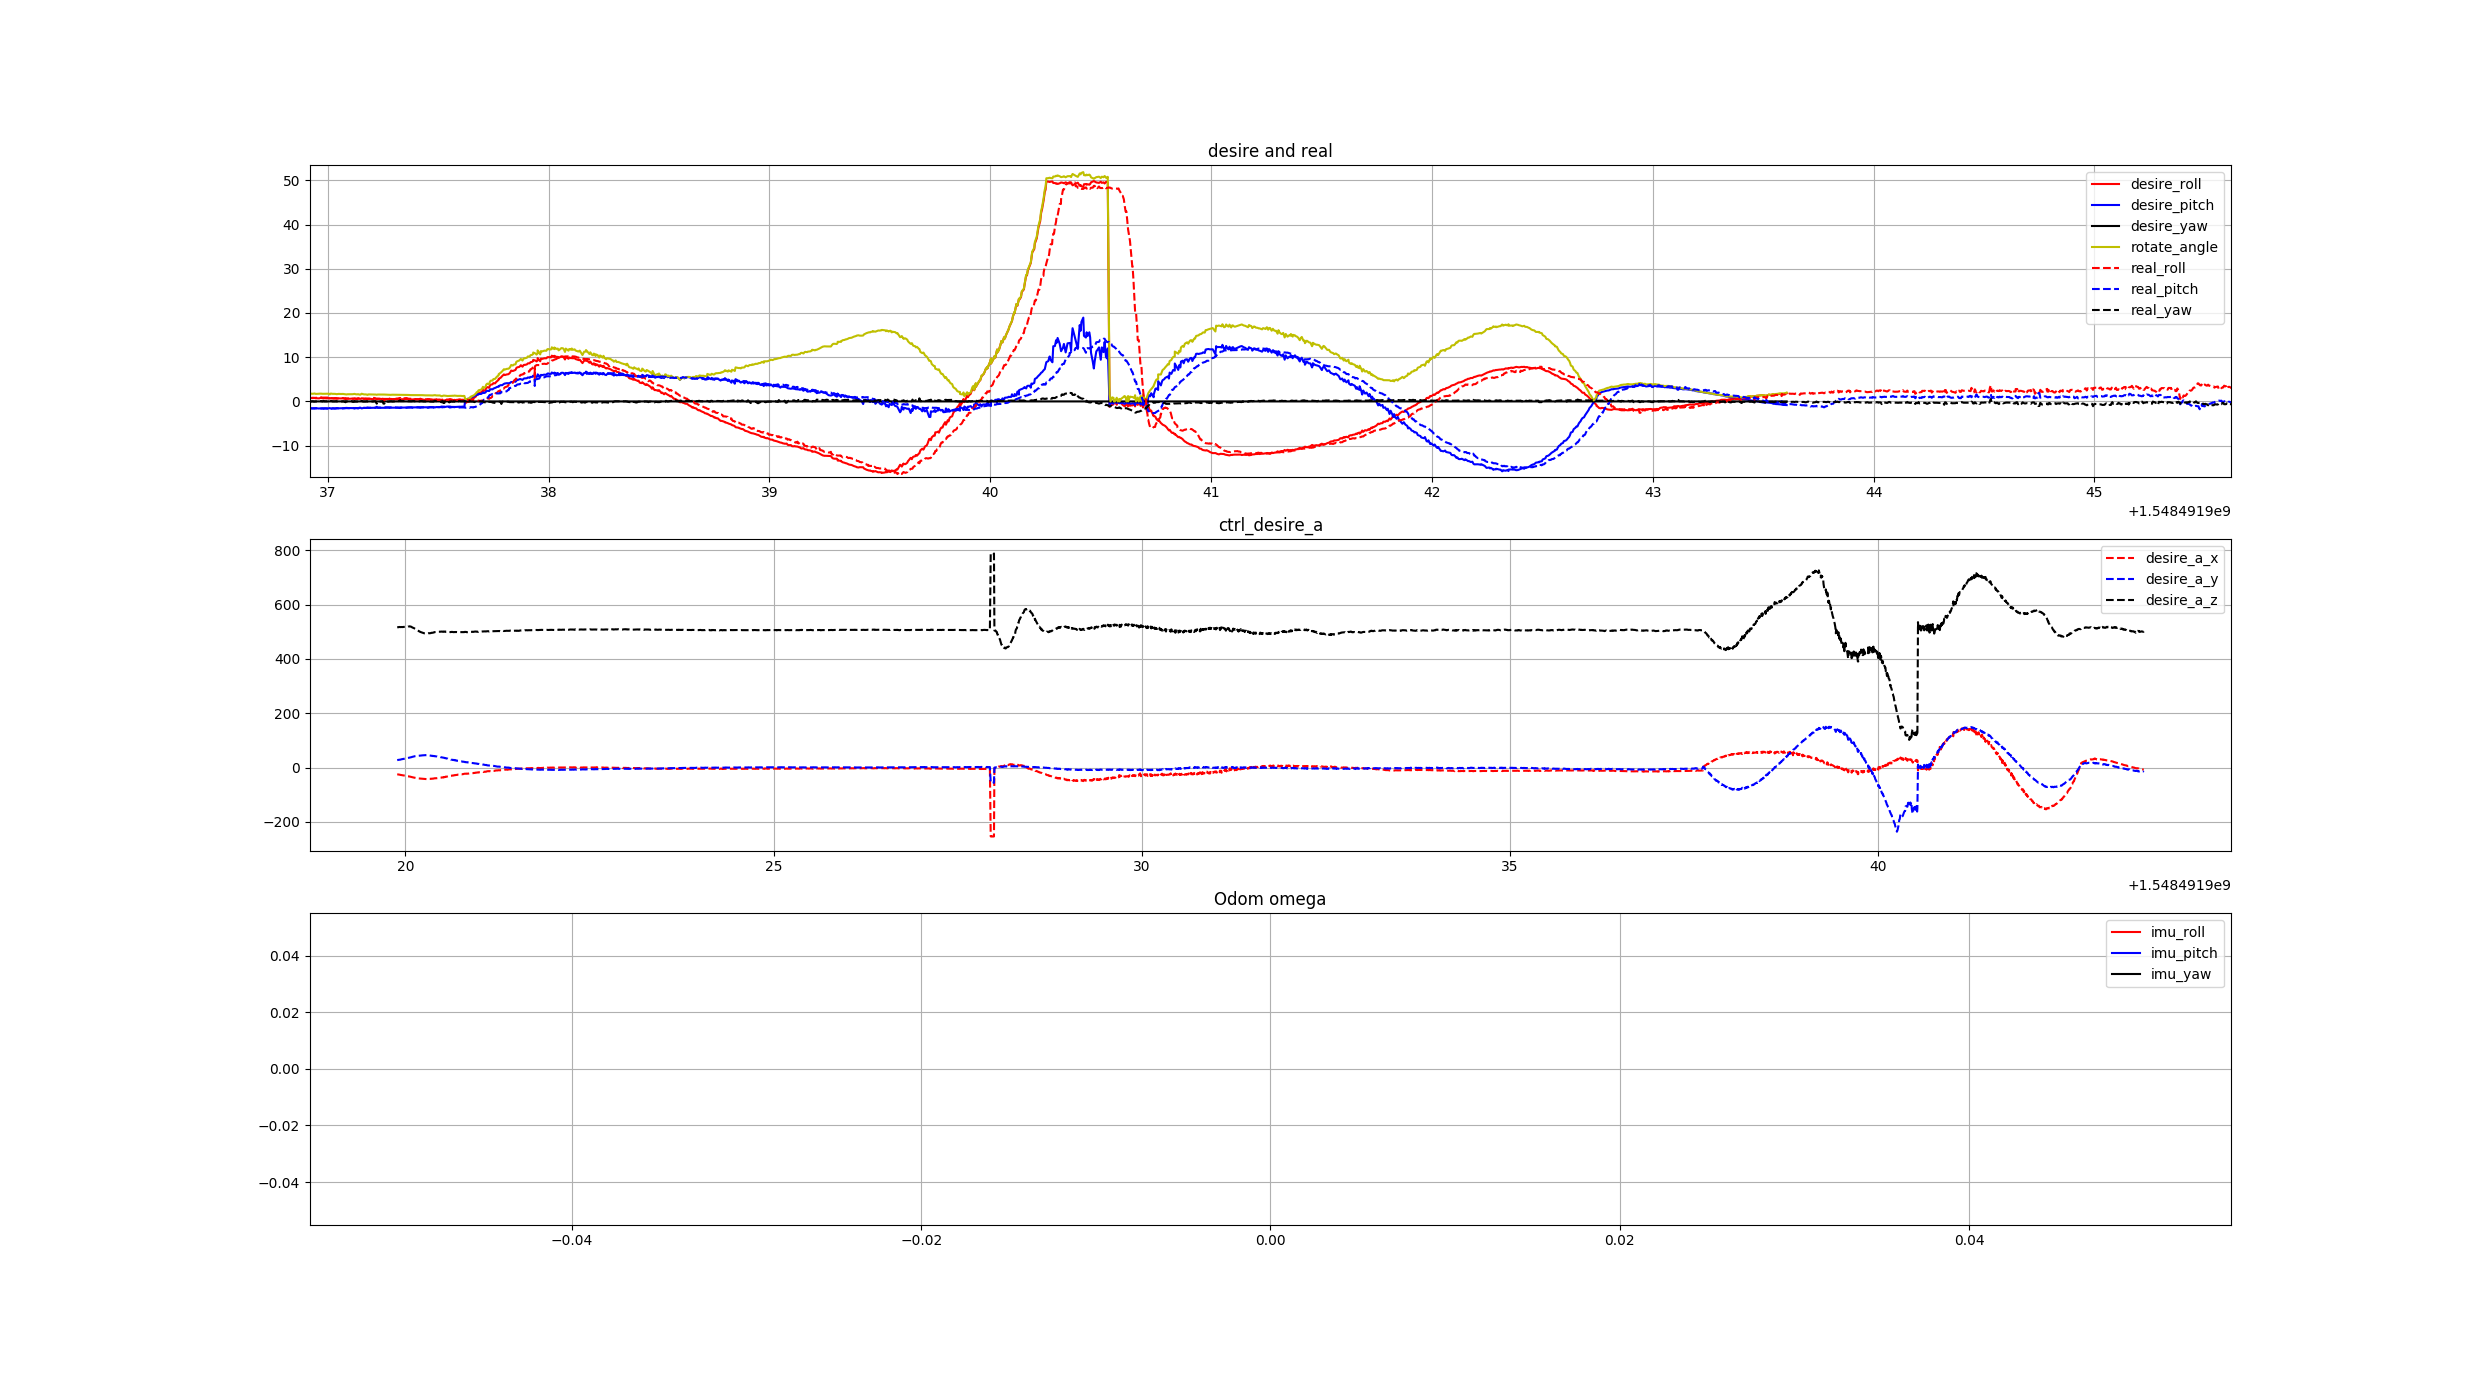 desire and real
50
40
30
20
10
0
−10
desire_roll
desire_pitch
desire_yaw
rotate_angle
real_roll
real_pitch
real_yaw
37 38 39 40 41 42 43 44 45
+1.5484919e9
ctrl_desire_a
800
600
400
200
0
−200
desire_a_x
desire_a_y
desire_a_z
20 25 30 35 40
+1.5484919e9
Odom omega
0.04
0.02
0.00
−0.02
−0.04
imu_roll
imu_pitch
imu_yaw
−0.04 −0.02 0.00 0.02 0.04